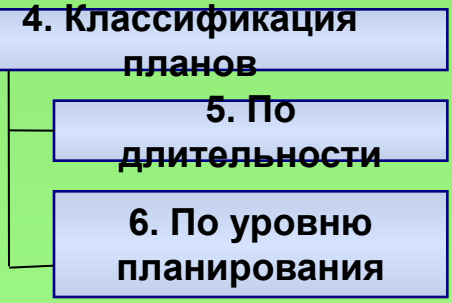 4. Классификация
планов
5. По
длительности
6. По уровню
планирования